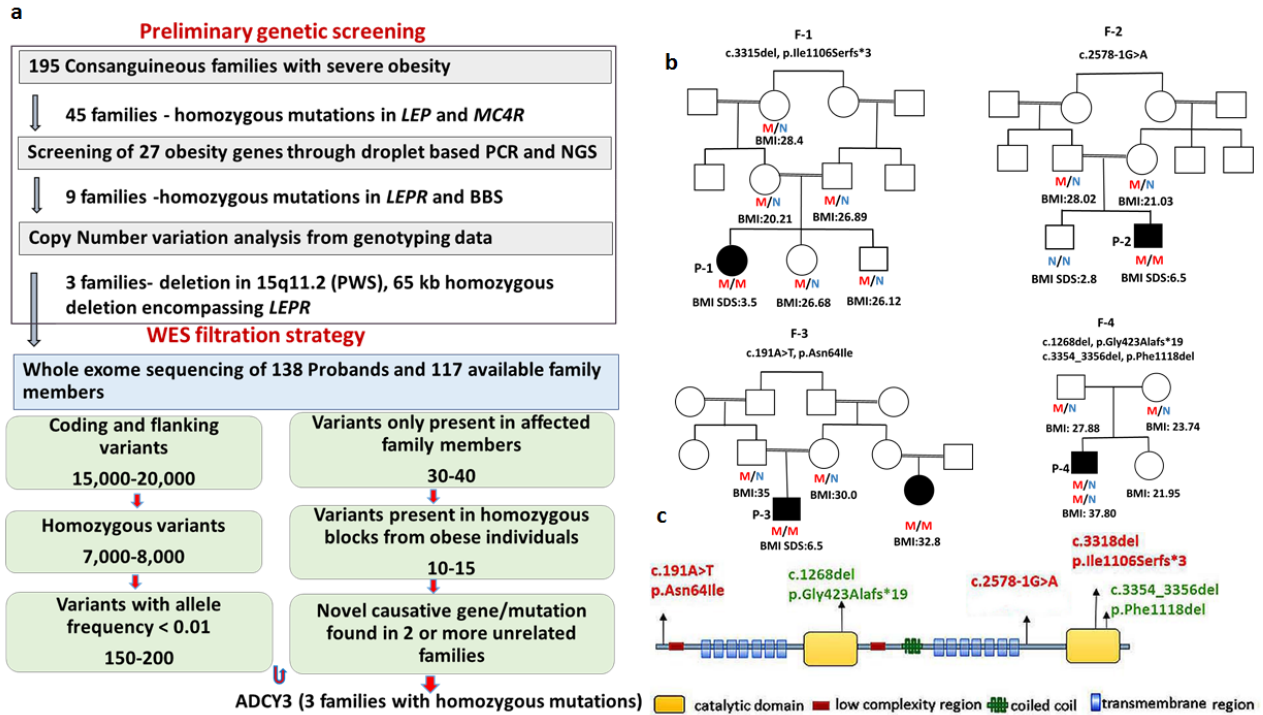 a
Preliminary genetic screening
195 Consanguineous families with severe obesity
45 families - homozygous mutations in LEP and MC4R
Screening of 27 obesity genes through droplet based PCR and NGS
9 families -homozygous mutations in LEPR and BBS
Copy Number variation analysis from genotyping data
3 families- deletion in 15q11.2 (PWS), 65 kb homozygous
deletion encompassing LEPR
WES filtration strategy
Whole exome sequencing of 138 Probands and 117 available family
members
Coding and flanking
variants
15,000-20,000
Homozygous variants
7,000-8,000
Variants with allele
frequency < 0.01
150-200
Variants only present in affected
family members
30-40
Variants present in homozygous
blocks from obese individuals
10-15
Novel causative gene/mutation
found in 2 or more unrelated
families
ADCY3 (3 families with homozygous mutations)
b
F-1
c.3315del, p.Ile1106Serfs*3
M/N
BMI:28.4
M/N
BMI:20.21
M/N
BMI:26.89
P-1
M/M
BMI SDS:3.5
M/N
BMI:26.68
M/N
BMI:26.12
F-2
c.2578-1G>A
M/N
BMI:28.02
M/N
BMI:21.03
P-2
N/N
BMI SDS:2.8
M/M
BMI SDS:6.5
F-3
c.191A>T, p.Asn64Ile
M/N
BMI:35
M/N
BMI:30.0
P-3
M/M
BMI SDS:6.5
M/M
BMI:32.8
F-4
c.1268del, p.Gly423Alafs*19
c.3354_3356del, p.Phe1118del
M/N
BMI: 27.88
M/N
BMI: 23.74
P-4
M/N
M/N
BMI: 37.80
BMI: 21.95
c
c.191A>T
p.Asn64Ile
c.1268del
p.Gly423Alafs*19
c.2578-1G>A
c.3318del
p.Ile1106Serfs*3
c.3354_3356del
p.Phe1118del
catalytic domain
low complexity region
coiled coil
transmembrane region